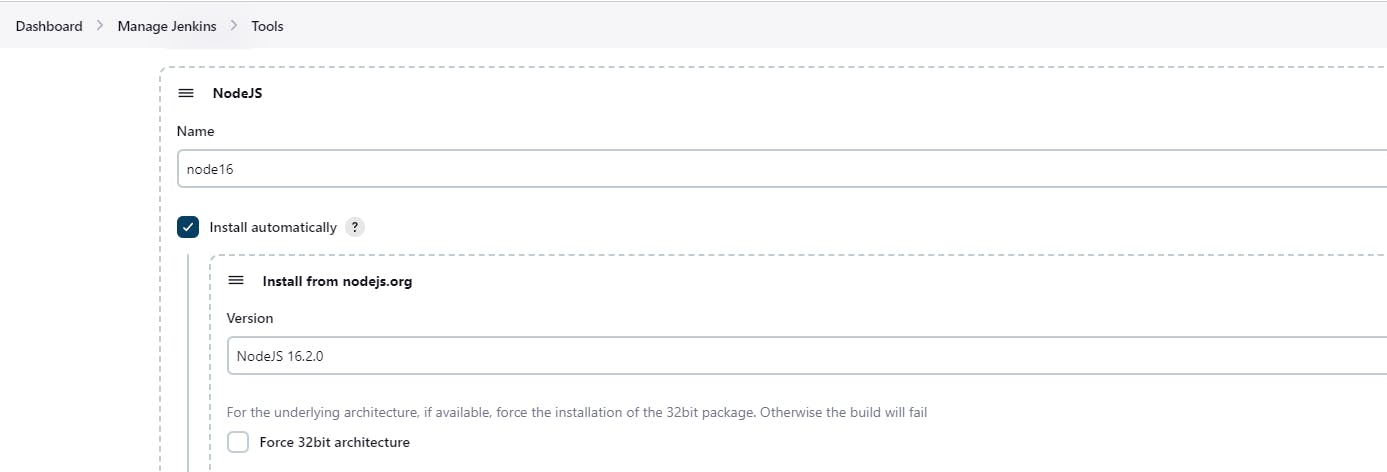 Dashboard > Manage Jenkins > Tools
NodeJS
Name
node16
Install automatically ?
Install from nodejs.org
Version
NodeJS 16.2.0
For the underlying architecture, if available, force the installation of the 32bit package. Otherwise the build will fail
Force 32bit architecture